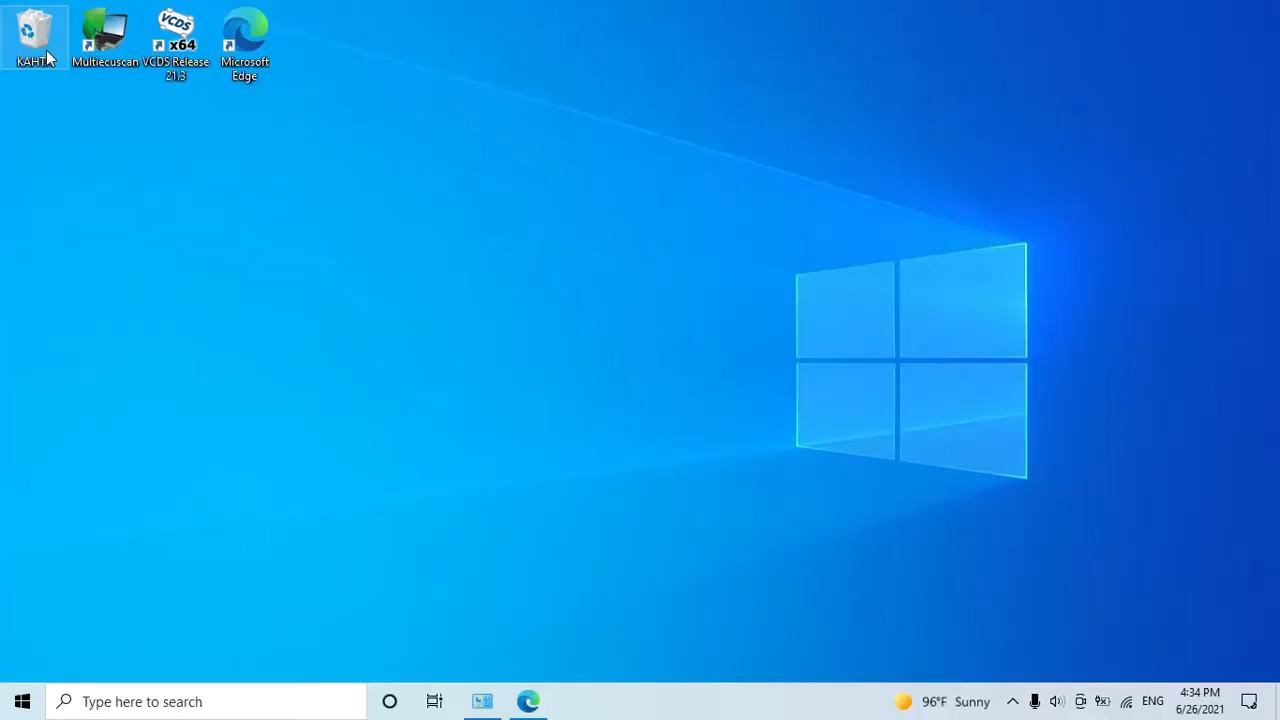 Multiecuscan
VCDS
x64
VCDS Release
21.3
Microsoft
Edge
Type here to search
96°F Sunny
ENG
4:34 PM
6/26/2021